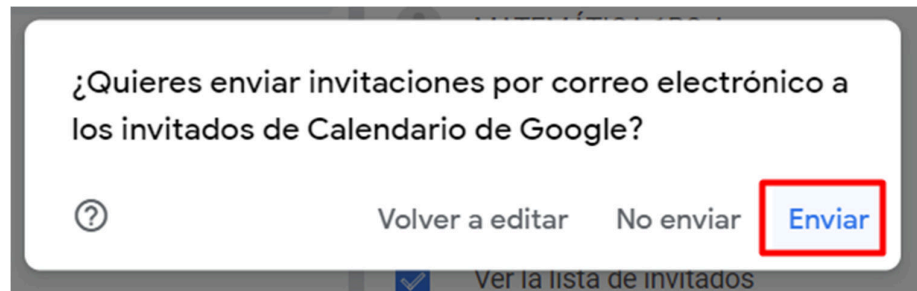 ¿Quieres enviar invitaciones por correo electrónico a
los invitados de Calendario de Google?
Volver a editar No enviar Enviar
Ver la lista de invitados